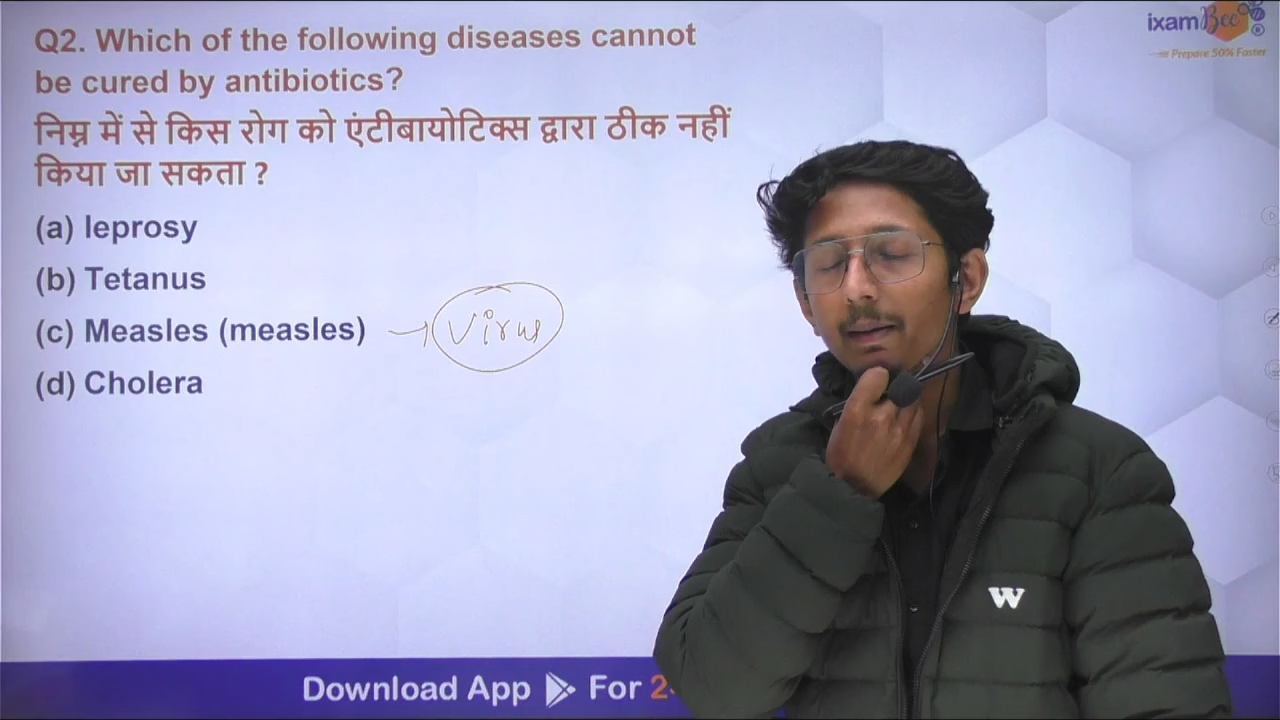 ixamBee
Prepare 50% Faster
Q2. Which of the following diseases cannot
be cured by antibiotics?
निम्न में से किस रोग को एंटीबायोटिक्स द्वारा ठीक नहीं
किया जा सकता ?
(a) leprosy
(b) Tetanus
(c) Measles (measles) → Virus
(d) Cholera
W
Download App For 2